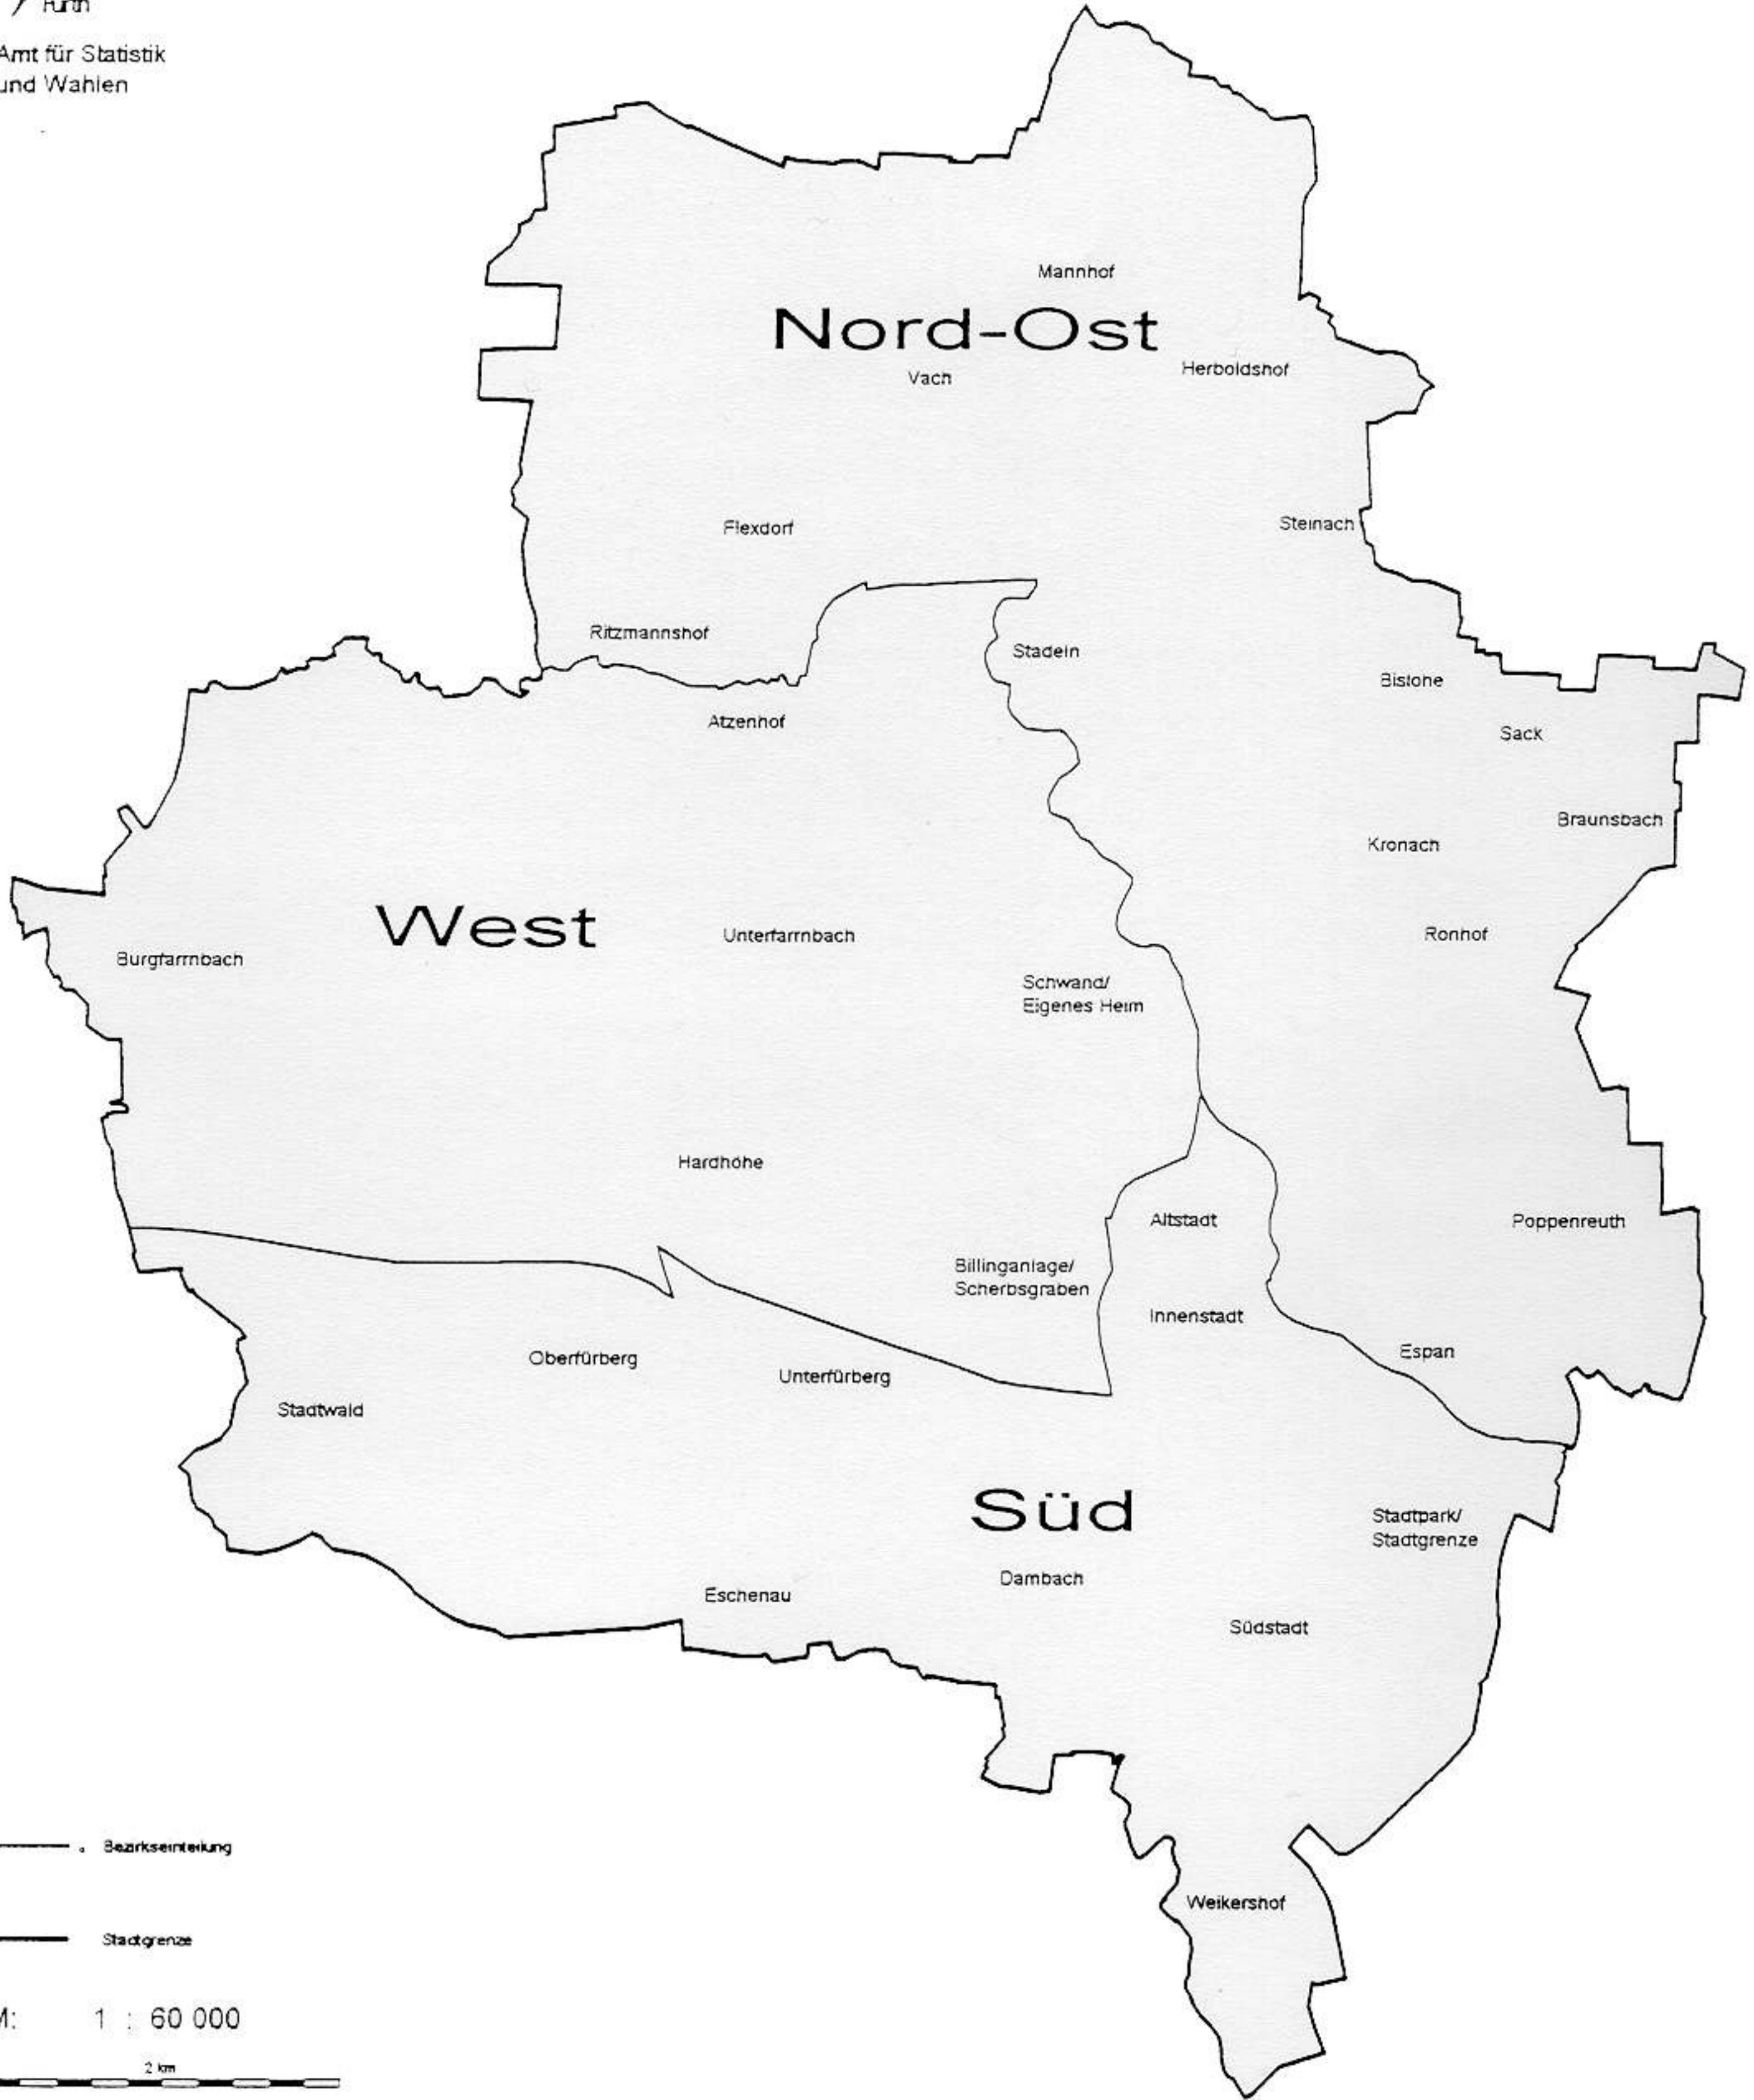 Fürth
Amt für Statistik
und Wahlen
Mannhof
Nord-Ost
Herboldshof
Vach
Flexdorf
Steinach
Ritzmannshof
Stadeln
Bislohe
Atzenhof
Sack
Braunsbach
Kronach
West
Unterfarrnbach
Ronhof
Burgfarrnbach
Schwand/
Eigenes Heim
Hardhöhe
Altstadt
Poppenreuth
Billinganlage/
Scherbsgraben
Innenstadt
Espan
Oberfürberg
Unterfürberg
Stadtwald
Süd
Stadtpark/
Stadtgrenze
Dambach
Eschenau
Südstadt
Bezirkseinteilung
Weikershof
Stadtgrenze
M: 1 : 60 000
2 km